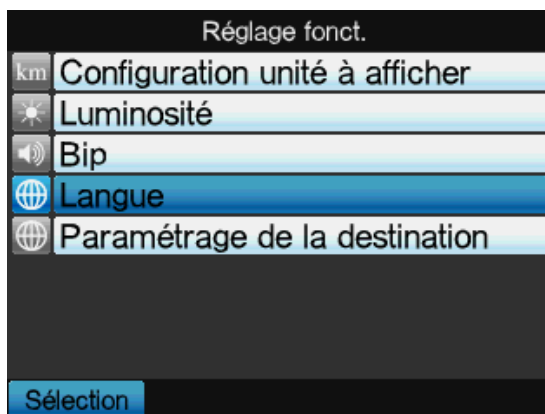 Réglage fonct.
km Configuration unité à afficher
Luminosité
Bip
Langue
Paramétrage de la destination
Sélection